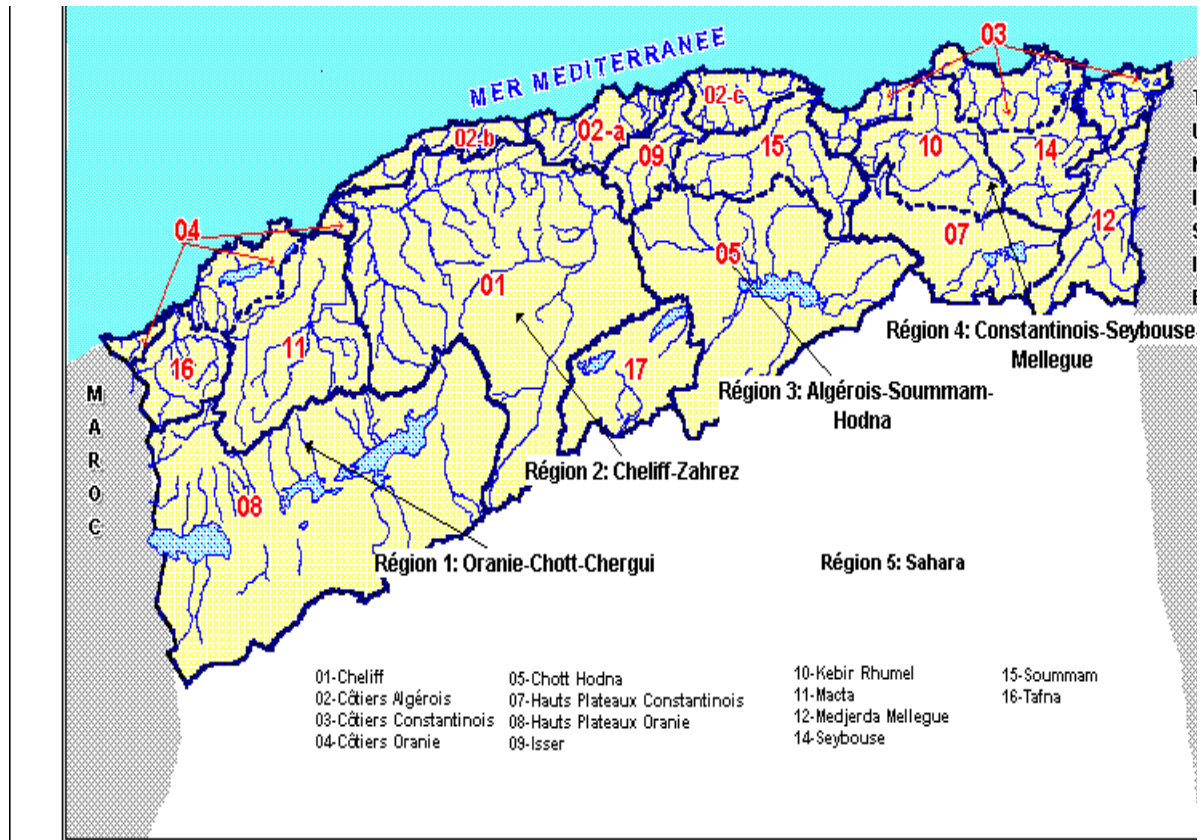 MER MEDITERRANEE
03
02-c
02-b
02-a
09
15
10
14
12
07
04
05
01
16
11
17
08
MAROC
TUNISIE
Région 4: Constantinois-Seybouse-
Mellegue
Région 3: Algérois-Soummam-
Hodna
Région 2: Cheliff-Zahrez
Région 1: Oranie-Chott-Chergui
Région 5: Sahara
01-Cheliff
02-Côtiers Algérois
03-Côtiers Constantinois
04-Côtiers Oranie
05-Chott Hodna
07-Hauts Plateaux Constantinois
08-Hauts Plateaux Oranie
09-Isser
10-Kebir Rhumel
11-Macta
12-Medjerda Mellegue
14-Seybouse
15-Soummam
16-Tafna